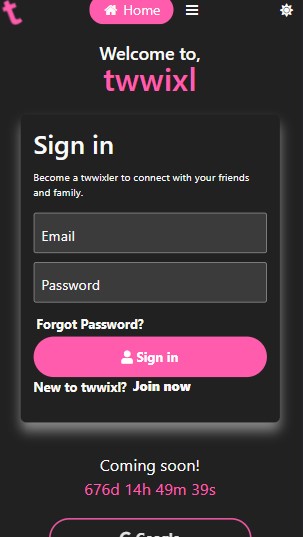 t
Home
Welcome to,
twwixl
Sign in
Become a twwixler to connect with your friends
and family.
Email
Password
Forgot Password?
Sign in
New to twwixl? Join now
Coming soon!
676d 14h 49m 39s
G Google